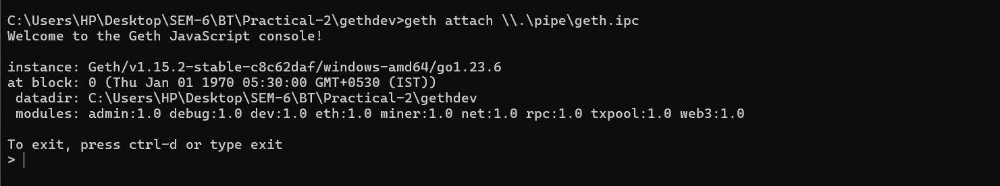 C:\Users\HP\Desktop\SEM-6\BT\Practical-2\gethdev>geth attach \\.\pipe\geth.ipc
Welcome to the Geth JavaScript console!
instance: Geth/v1.15.2-stable-c8c62daf/windows-amd64/go1.23.6
at block: 0 (Thu Jan 01 1970 05:30:00 GMT+0530 (IST))
 datadir: C:\Users\HP\Desktop\SEM-6\BT\Practical-2\gethdev
 modules: admin:1.0 debug:1.0 dev:1.0 eth:1.0 miner:1.0 net:1.0 rpc:1.0 txpool:1.0 web3:1.0
To exit, press ctrl-d or type exit
>